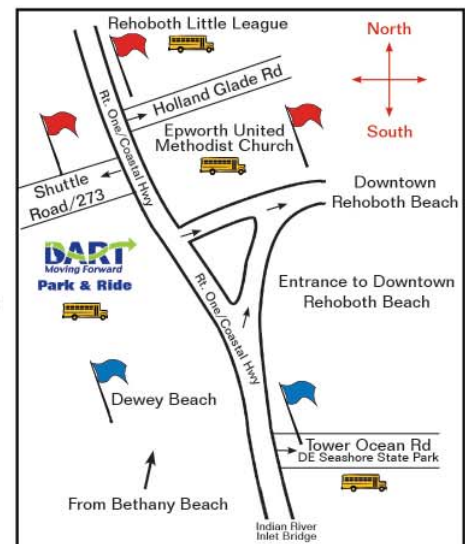 Rehoboth Little League
North
Holland Glade Rd
Rt. One/Coastal Hwy
South
Epworth United
Methodist Church
Shuttle
Road/273
Downtown
Rehoboth Beach
DART
Moving Forward
Park & Ride
Entrance to Downtown
Rehoboth Beach
Rt. One/Coastal Hwy
Dewey Beach
Tower Ocean Rd
DE Seashore State Park
From Bethany Beach
Indian River
Inlet Bridge